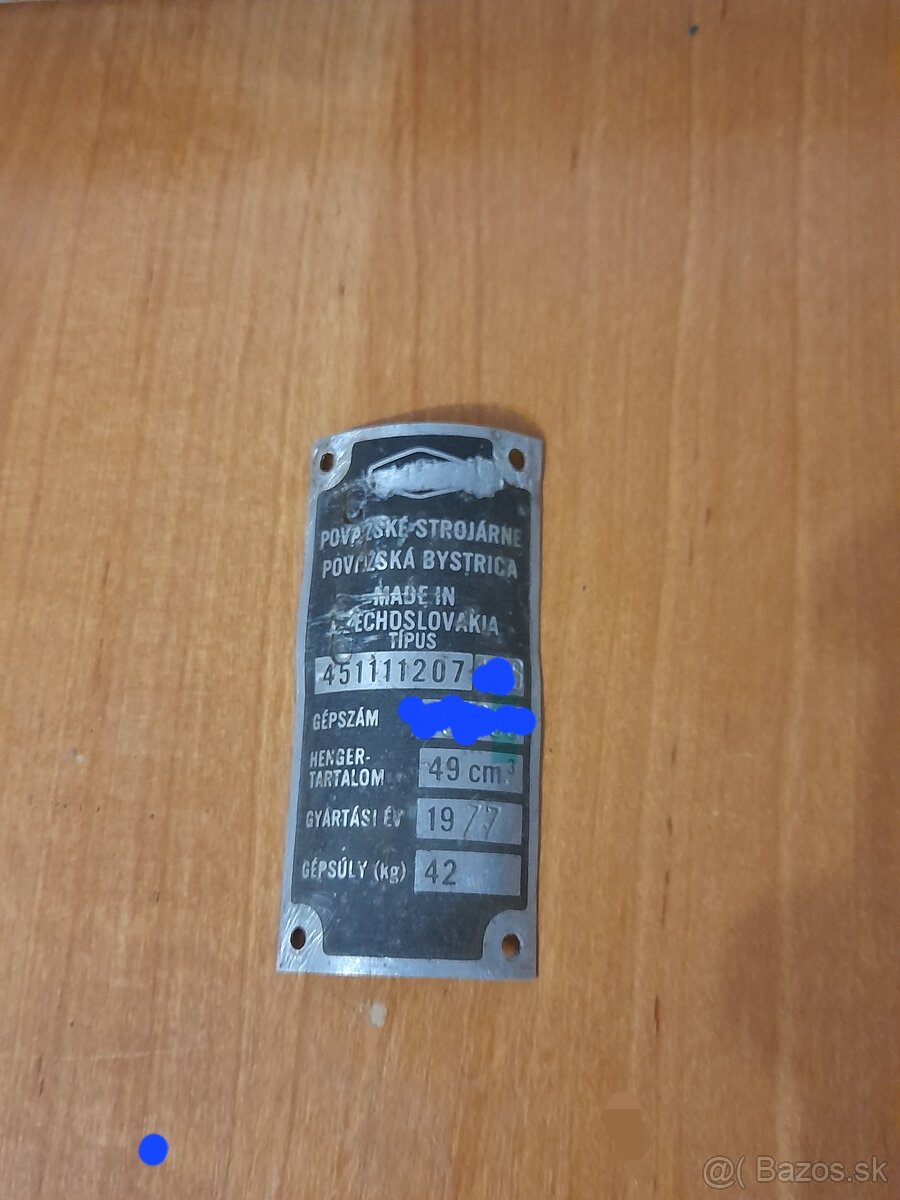 POVAZSKÉ STROJÁRNE
POVAZSKÁ BYSTRICA
MADE IN
ECHOSLOVAKIA
TÍPUS
451111207
GÉPSZÁM
HENGER-
TARTALOM
49 cm³
GYÁRTÁSI ÉV
1977
GÉPSÚLY (kg)
42
@( Bazos.sk